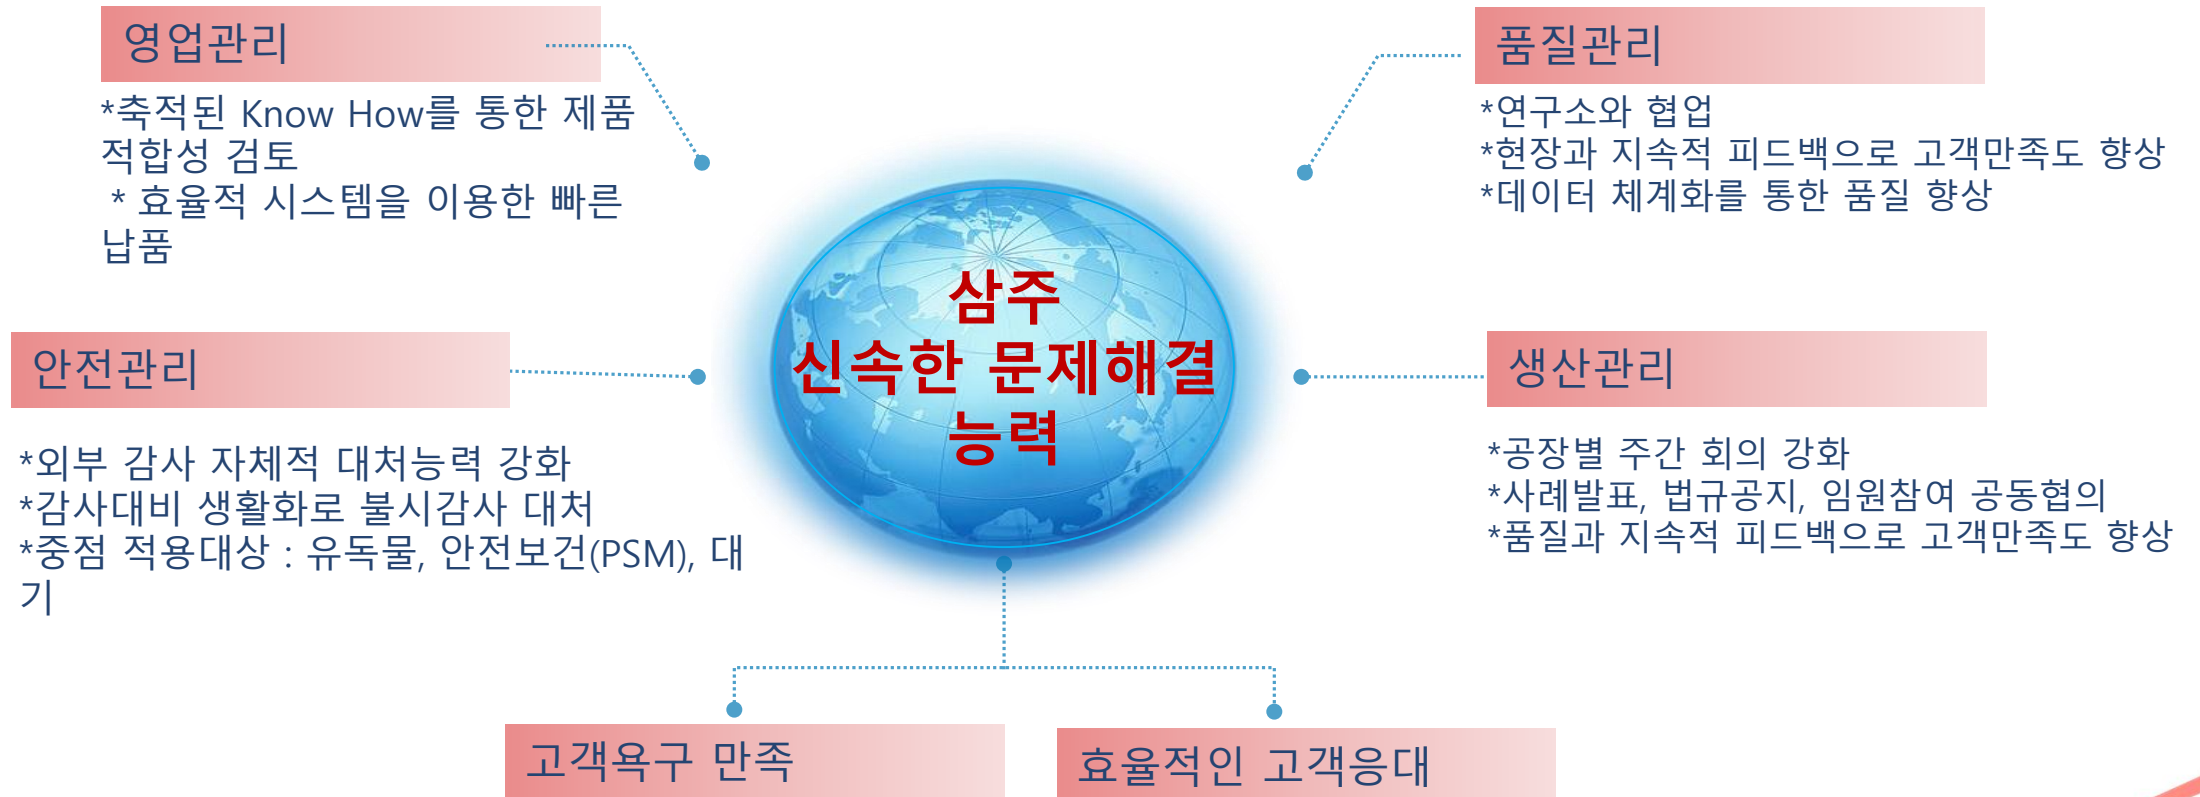 영업관리
*축적된 Know How를 통한 제품
적합성 검토
* 효율적 시스템을 이용한 빠른
납품
품질관리
*연구소와 협업
*현장과 지속적 피드백으로 고객만족도 향상
*데이터 체계화를 통한 품질 향상
삼주
신속한 문제해결
능력
안전관리
*외부 감사 자체적 대처능력 강화
*감사대비 생활화로 불시감사 대처
*중점 적용대상 : 유독물, 안전보건(PSM), 대
기
생산관리
*공장별 주간 회의 강화
*사례발표, 법규공지, 임원참여 공동협의
*품질과 지속적 피드백으로 고객만족도 향상
고객욕구 만족
효율적인 고객응대